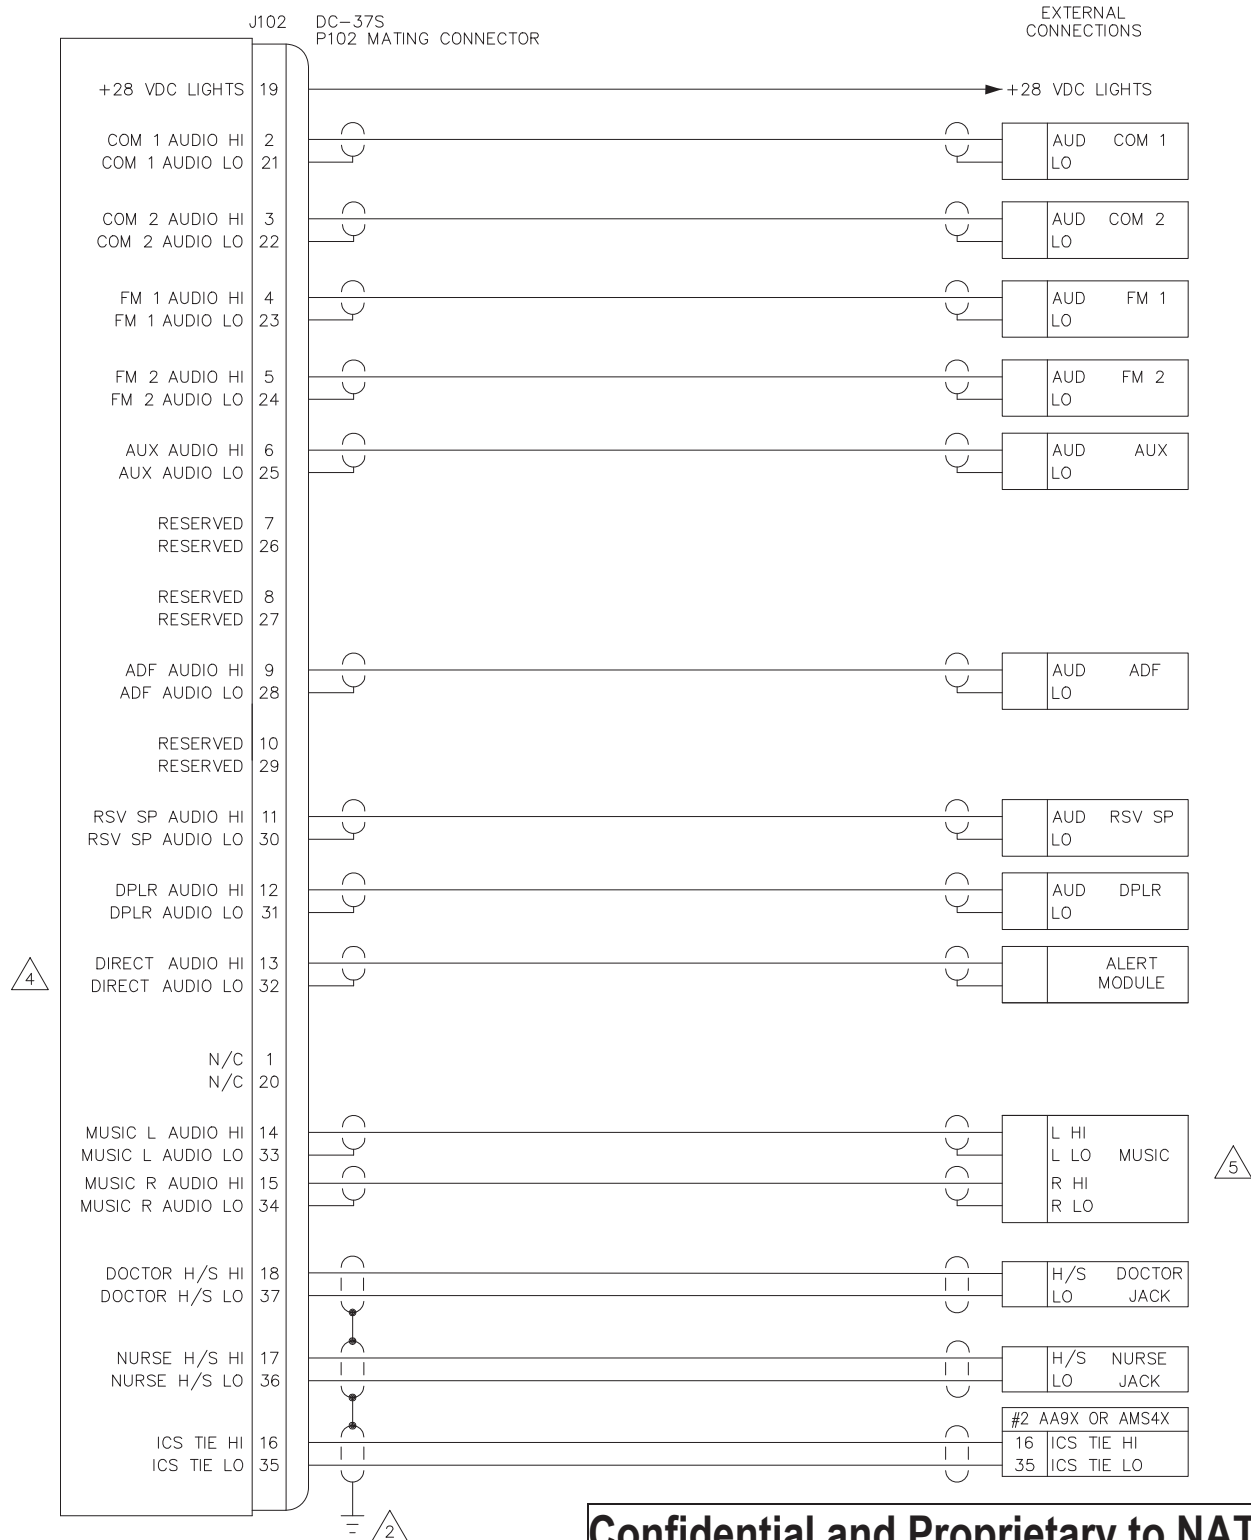 J102 DC-37S
P102 MATING CONNECTOR
EXTERNAL
CONNECTIONS
+28 VDC LIGHTS 19 +28 VDC LIGHTS
COM 1 AUDIO HI 2 AUD COM 1
COM 1 AUDIO LO 21 LO
COM 2 AUDIO HI 3 AUD COM 2
COM 2 AUDIO LO 22 LO
FM 1 AUDIO HI 4 AUD FM 1
FM 1 AUDIO LO 23 LO
FM 2 AUDIO HI 5 AUD FM 2
FM 2 AUDIO LO 24 LO
AUX AUDIO HI 6 AUD AUX
AUX AUDIO LO 25 LO
RESERVED 7
RESERVED 26
RESERVED 8
RESERVED 27
ADF AUDIO HI 9 AUD ADF
ADF AUDIO LO 28 LO
RESERVED 10
RESERVED 29
RSV SP AUDIO HI 11 AUD RSV SP
RSV SP AUDIO LO 30 LO
DPLR AUDIO HI 12 AUD DPLR
DPLR AUDIO LO 31 LO
DIRECT AUDIO HI 13 ALERT
4 DIRECT AUDIO LO 32 MODULE
N/C 1
N/C 20
MUSIC L AUDIO HI 14 L HI
MUSIC L AUDIO LO 33 L LO MUSIC 5
MUSIC R AUDIO HI 15 R HI
MUSIC R AUDIO LO 34 R LO
DOCTOR H/S HI 18 H/S DOCTOR
DOCTOR H/S LO 37 LO JACK
NURSE H/S HI 17 H/S NURSE
NURSE H/S LO 36 LO JACK
#2 AA9X OR AMS4X
ICS TIE HI 16 16 ICS TIE HI
ICS TIE LO 35 35 ICS TIE LO
2
Confidential and Proprietary to NAT